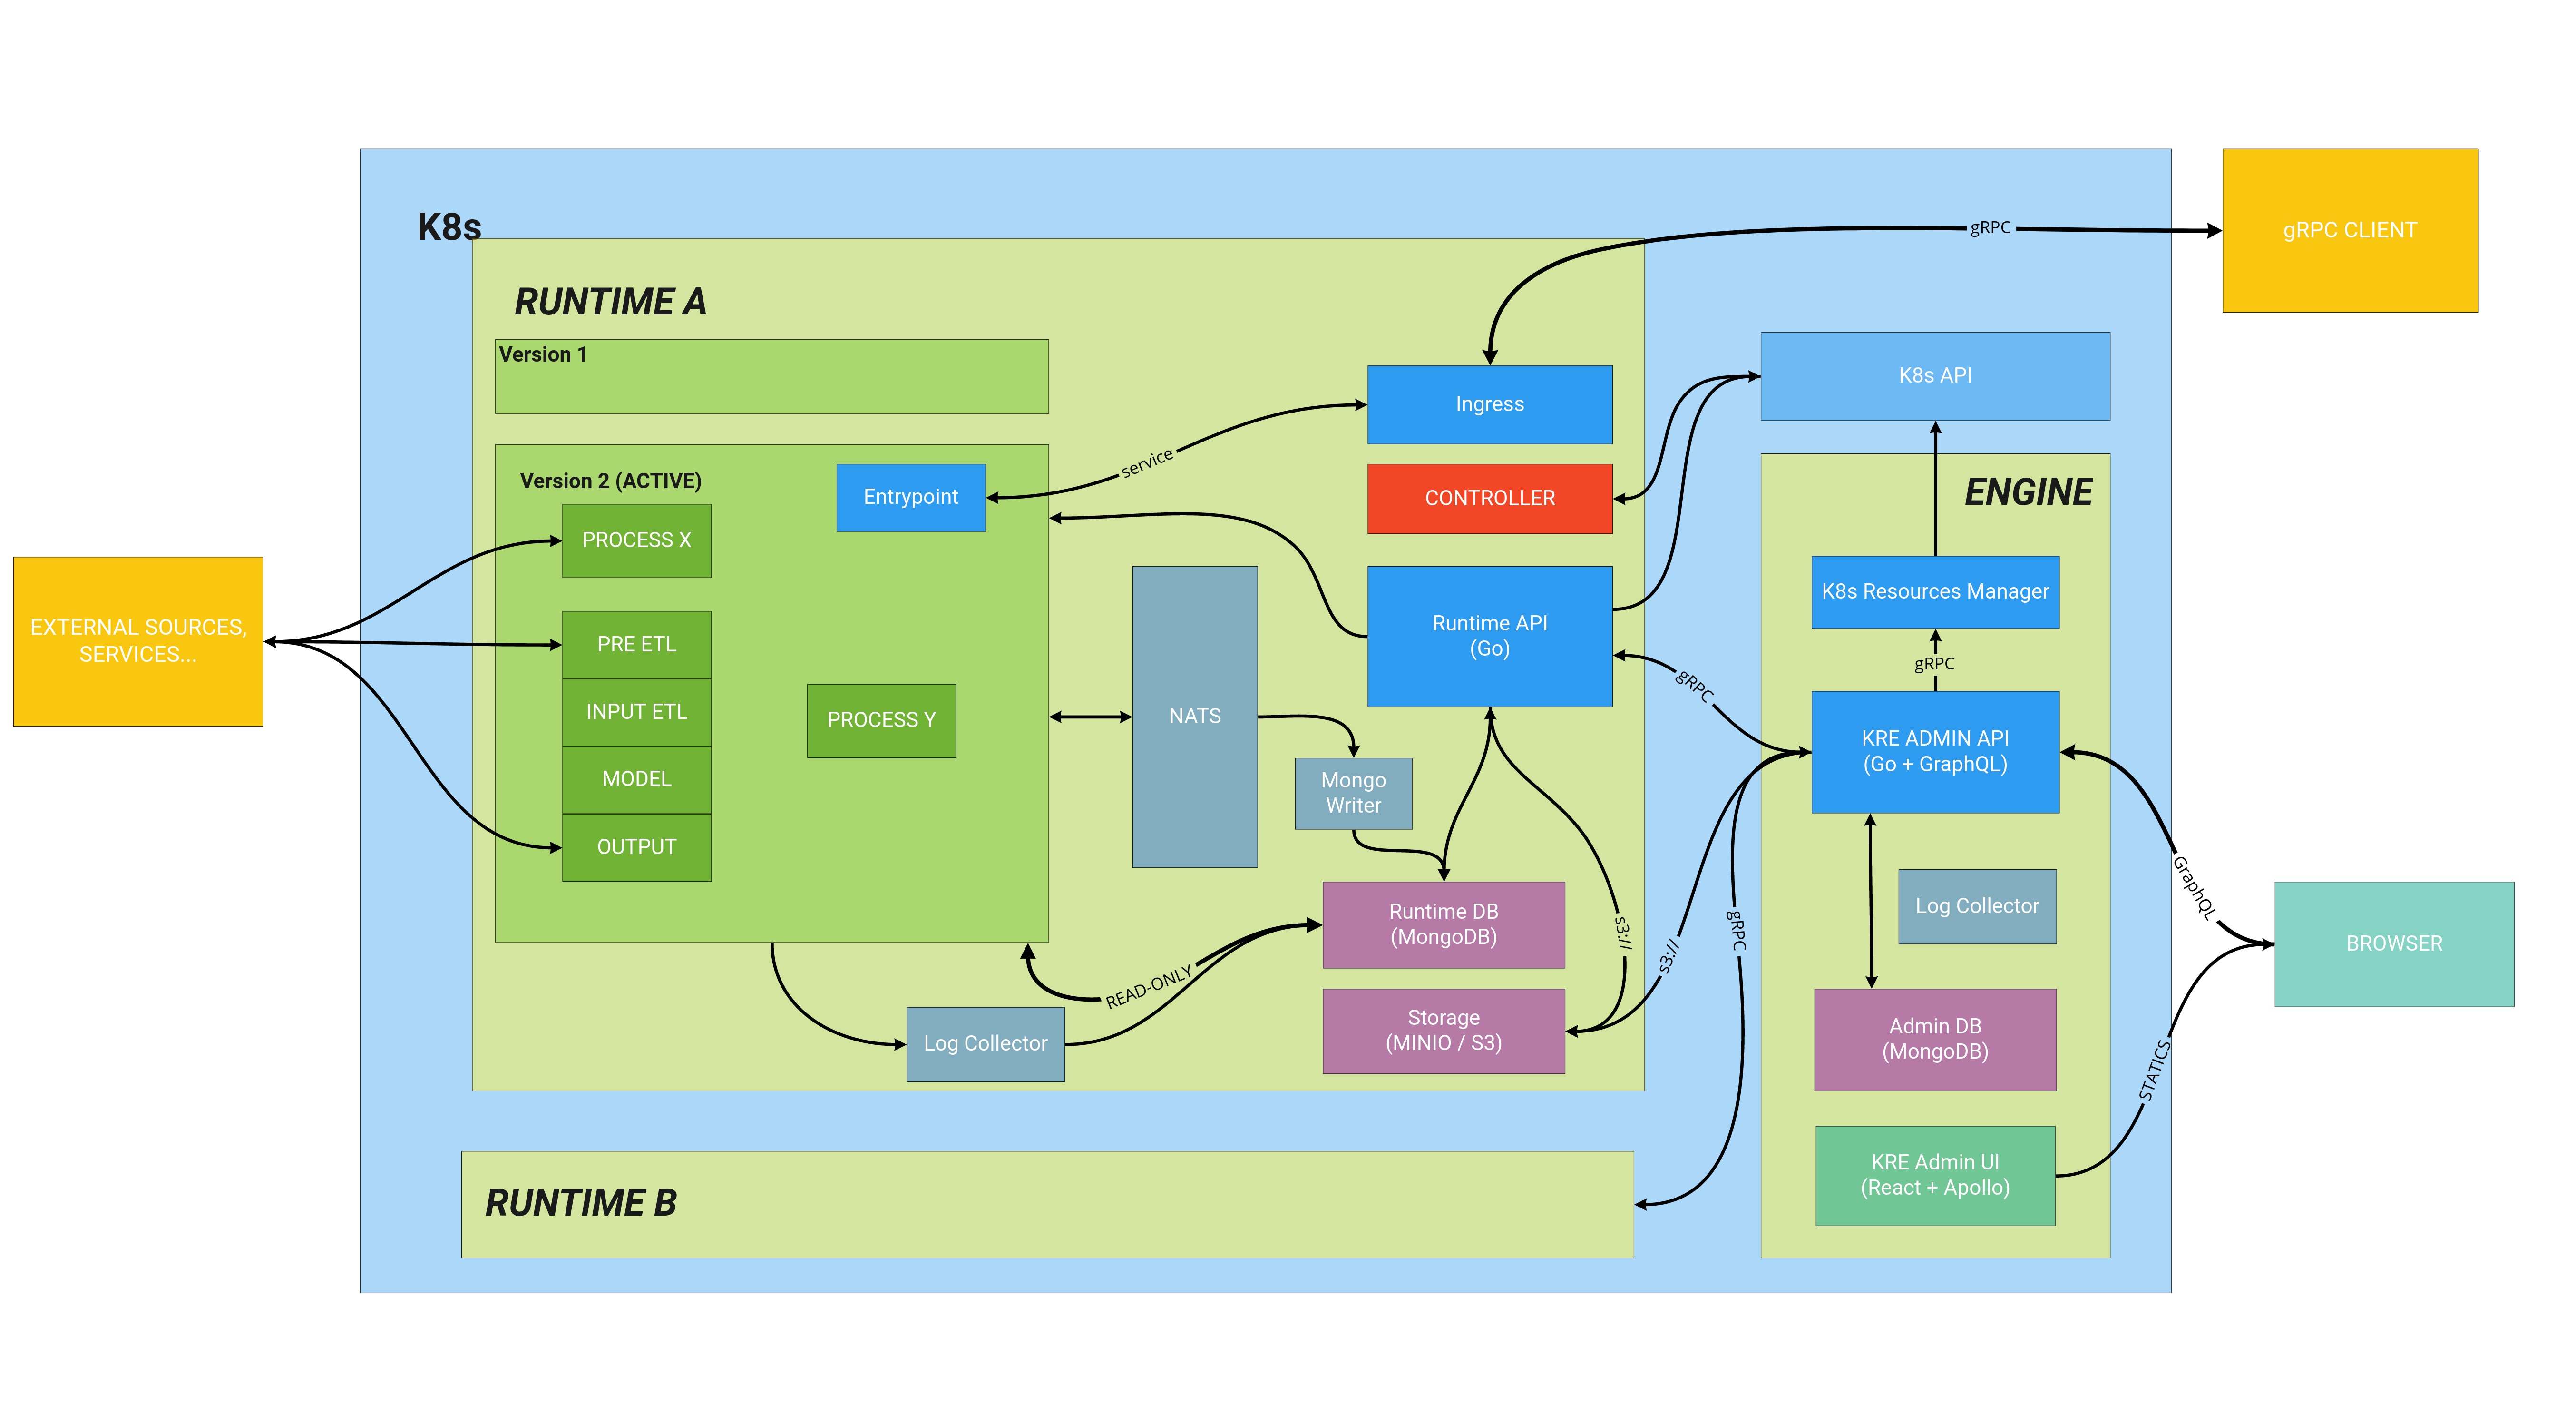 K8s
gRPC
gRPC CLIENT
RUNTIME A
Version 1
K8s API
Ingress
service
Version 2 (ACTIVE)
Entrypoint
CONTROLLER
ENGINE
PROCESS X
EXTERNAL SOURCES,
SERVICES...
PRE ETL
INPUT ETL
MODEL
OUTPUT
PROCESS Y
NATS
Runtime API
(Go)
K8s Resources Manager
gRPC
gRPC
KRE ADMIN API
(Go + GraphQL)
Mongo
Writer
Runtime DB
(MongoDB)
s3://
s3://
gRPC
Log Collector
GraphQL
BROWSER
READ-ONLY
Log Collector
Storage
(MINIO / S3)
Admin DB
(MongoDB)
STATICS
KRE Admin UI
(React + Apollo)
RUNTIME B